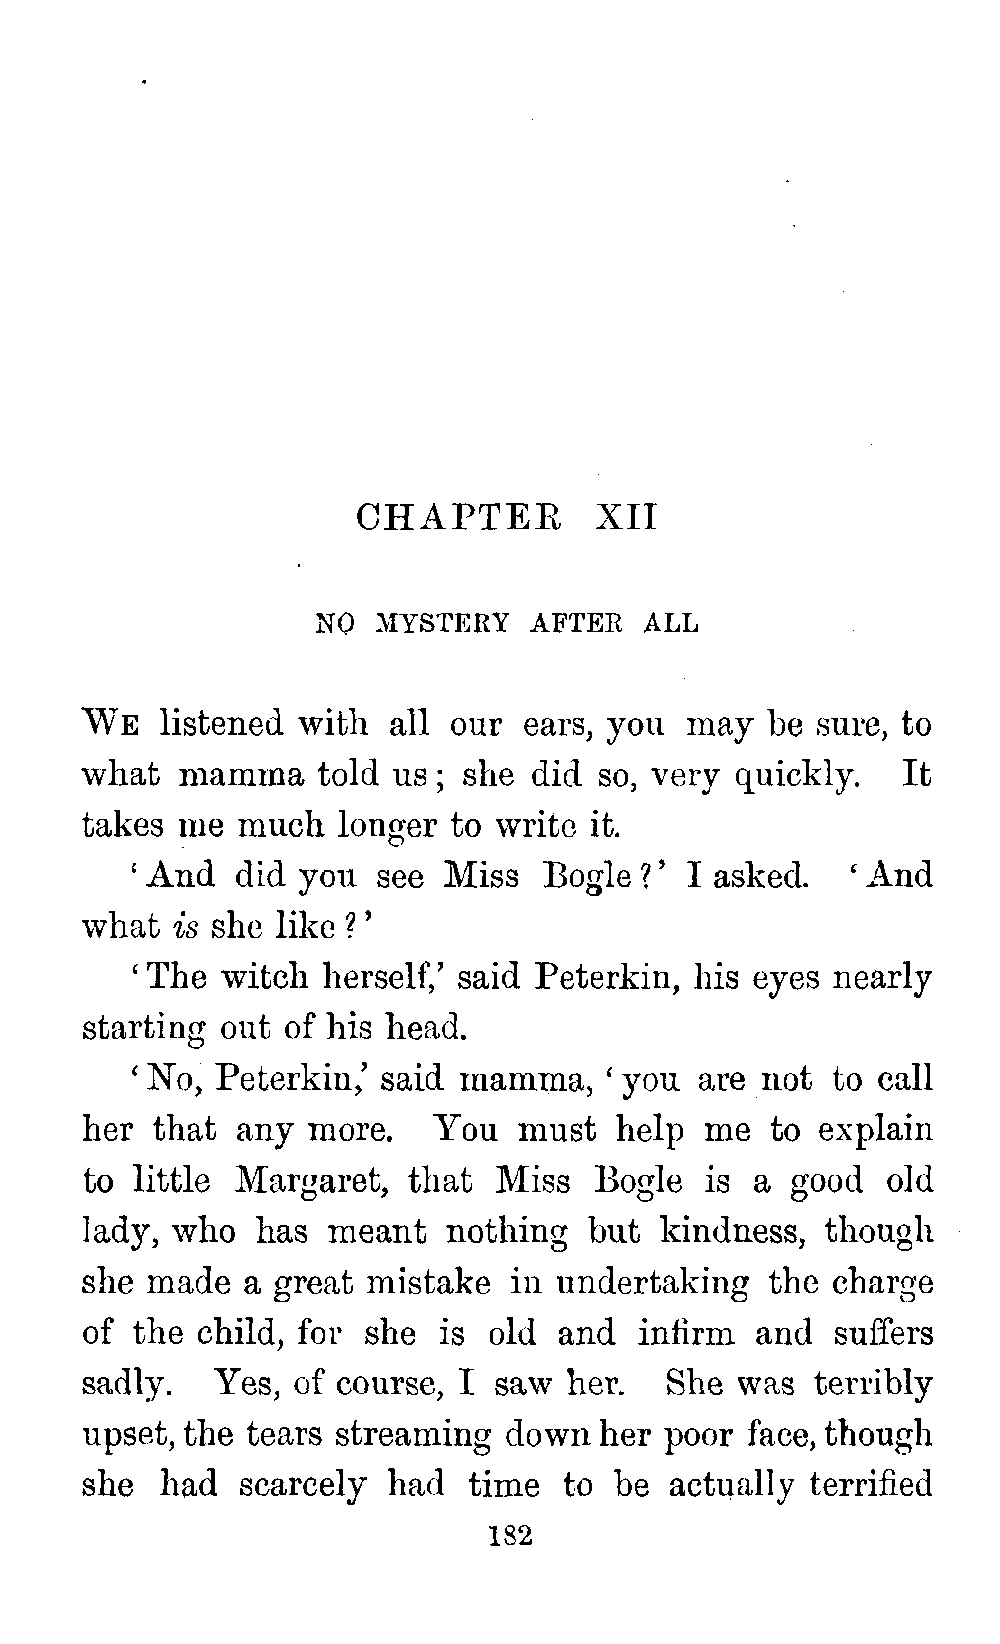 CHAPTER XII
NO MYSTERY AFTER ALL
WE listened with all our ears, you may be sure, to
what mamma told us; she did so, very quickly. It
takes me much longer to write it.
‘And did you see Miss Bogle?’ I asked. ‘And
what is she like?’
‘The witch herself,’ said Peterkin, his eyes nearly
starting out of his head.
‘No, Peterkin,’ said mamma, ‘you are not to call
her that any more. You must help me to explain
to little Margaret, that Miss Bogle is a good old
lady, who has meant nothing but kindness, though
she made a great mistake in undertaking the charge
of the child, for she is old and infirm and suffers
sadly. Yes, of course, I saw her. She was terribly
upset, the tears streaming down her poor face, though
she had scarcely had time to be actually terrified
182